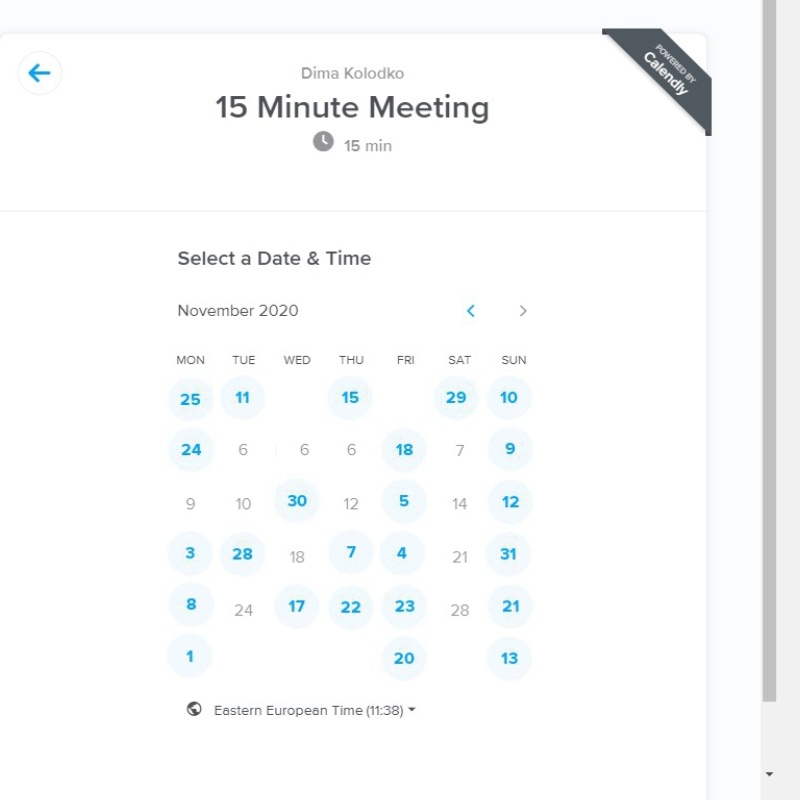 Dima Kolodko
POWERED BY
Calendly
15 Minute Meeting
15 min
Select a Date & Time
November 2020
MON TUE WED THU FRI SAT SUN
25 11 15 29 10
24 6 6 6 18 7 9
9 10 30 12 5 14 12
3 28 18 7 4 21 31
8 24 17 22 23 28 21
1 20 13
Eastern European Time (11:38)